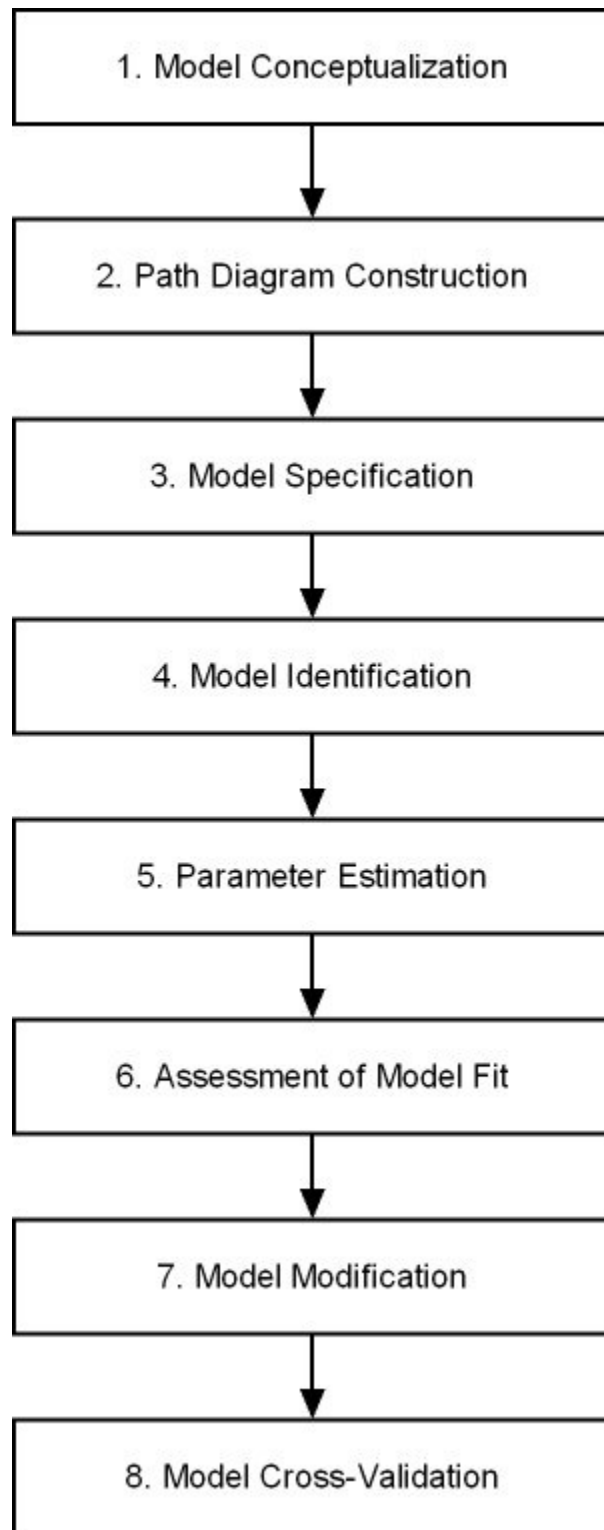 1. Model Conceptualization
2. Path Diagram Construction
3. Model Specification
4. Model Identification
5. Parameter Estimation
6. Assessment of Model Fit
7. Model Modification
8. Model Cross-Validation